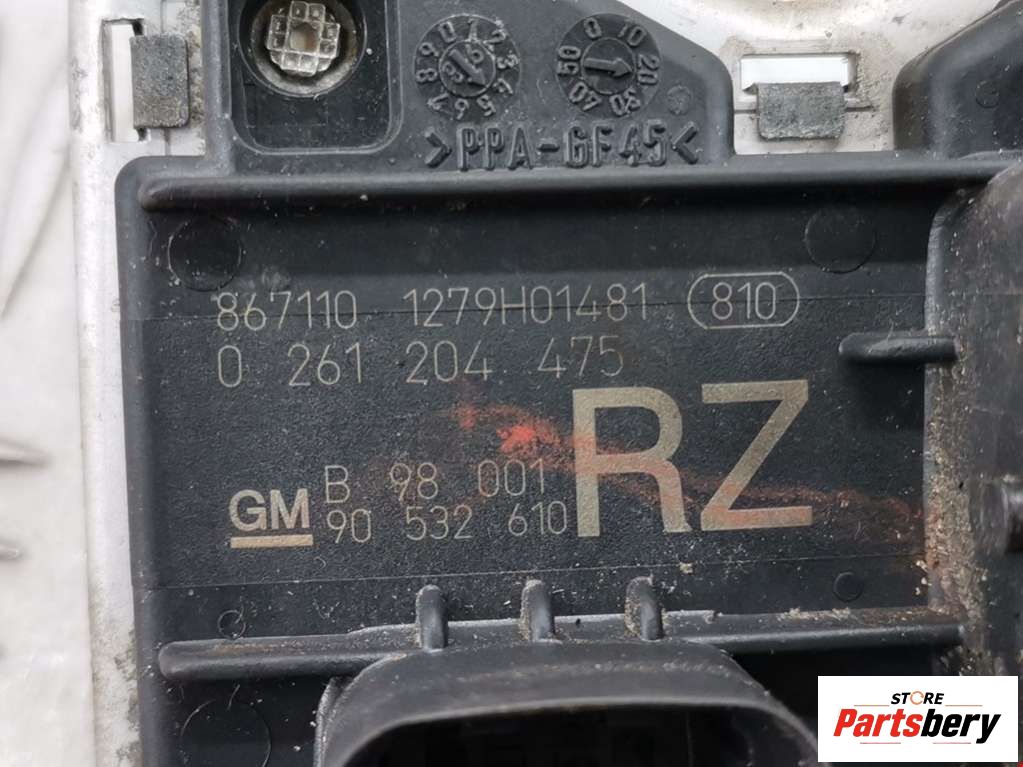 >PPA-GF45<
867110 1279H01481 810
0 261 204 475
RZ
GM B 98 001
90 532 610
STORE
Partsbery